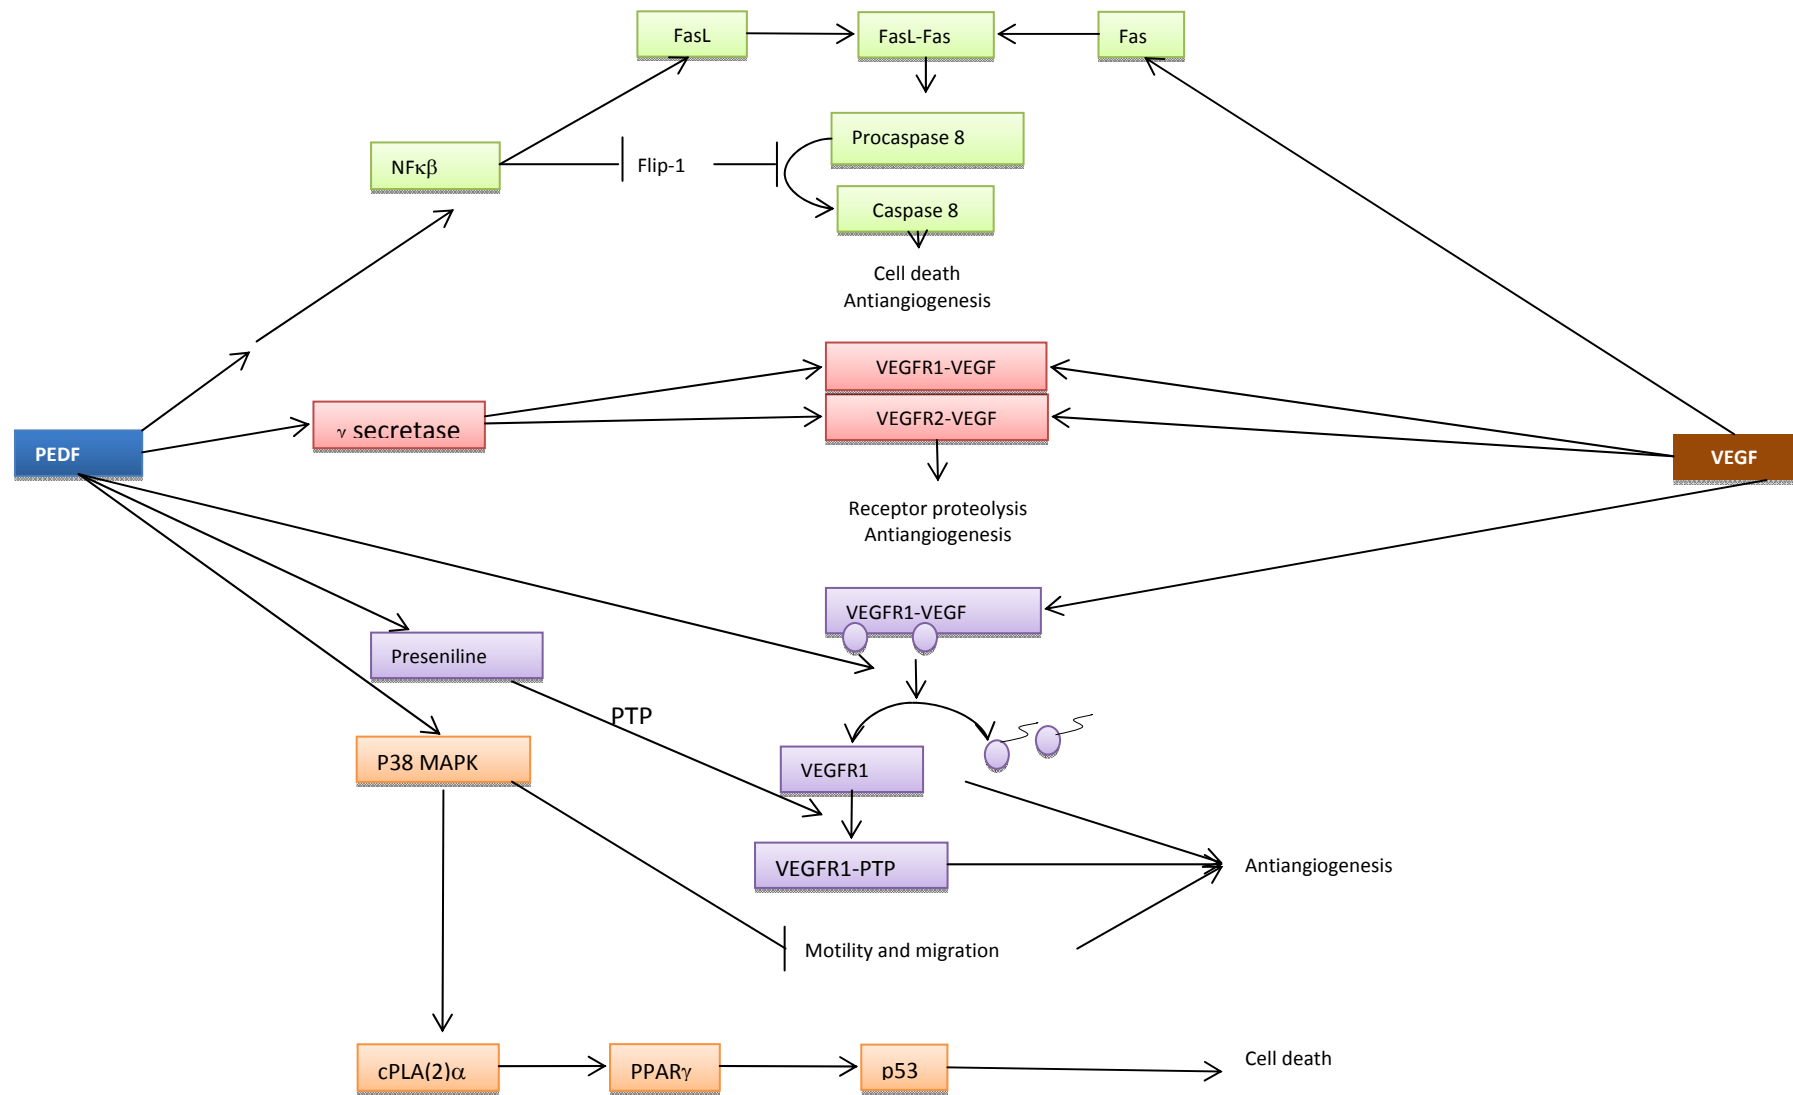 FasL
FasL-Fas
Fas
Procaspase 8
NFκβ
Flip-1
Caspase 8
Cell death
Antiangiogenesis
VEGFR1-VEGF
VEGFR2-VEGF
γ secretase
PEDF
VEGF
Receptor proteolysis
Antiangiogenesis
VEGFR1-VEGF
Preseniline
PTP
P38 MAPK
VEGFR1
VEGFR1-PTP
Antiangiogenesis
Motility and migration
cPLA(2)α
PPARγ
p53
Cell death